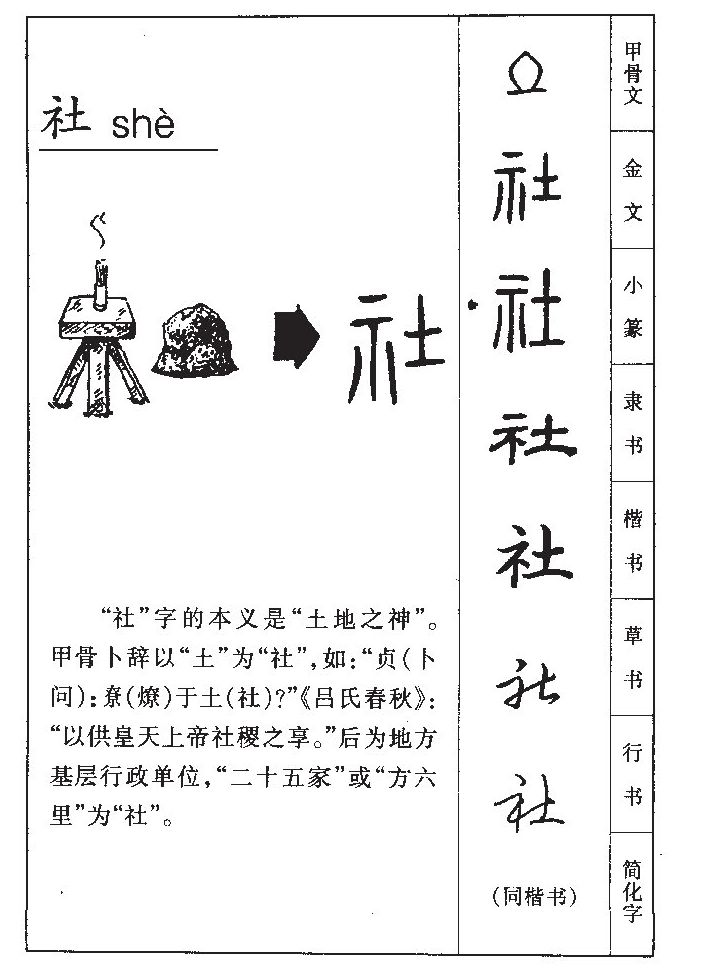 社 shè
社
“社”字的本义是“土地之神”。
甲骨卜辞以“土”为“社”，如：“贞（卜
问）：尞（燎）于土（社）？”《吕氏春秋》：
“以供皇天上帝社稷之享。”后为地方
基层行政单位，“二十五家”或“方六
里”为“社”。
甲骨文
社
金文
社
小篆
社
隶书
社
楷书
社
草书
社
行书
（同楷书）
简化字